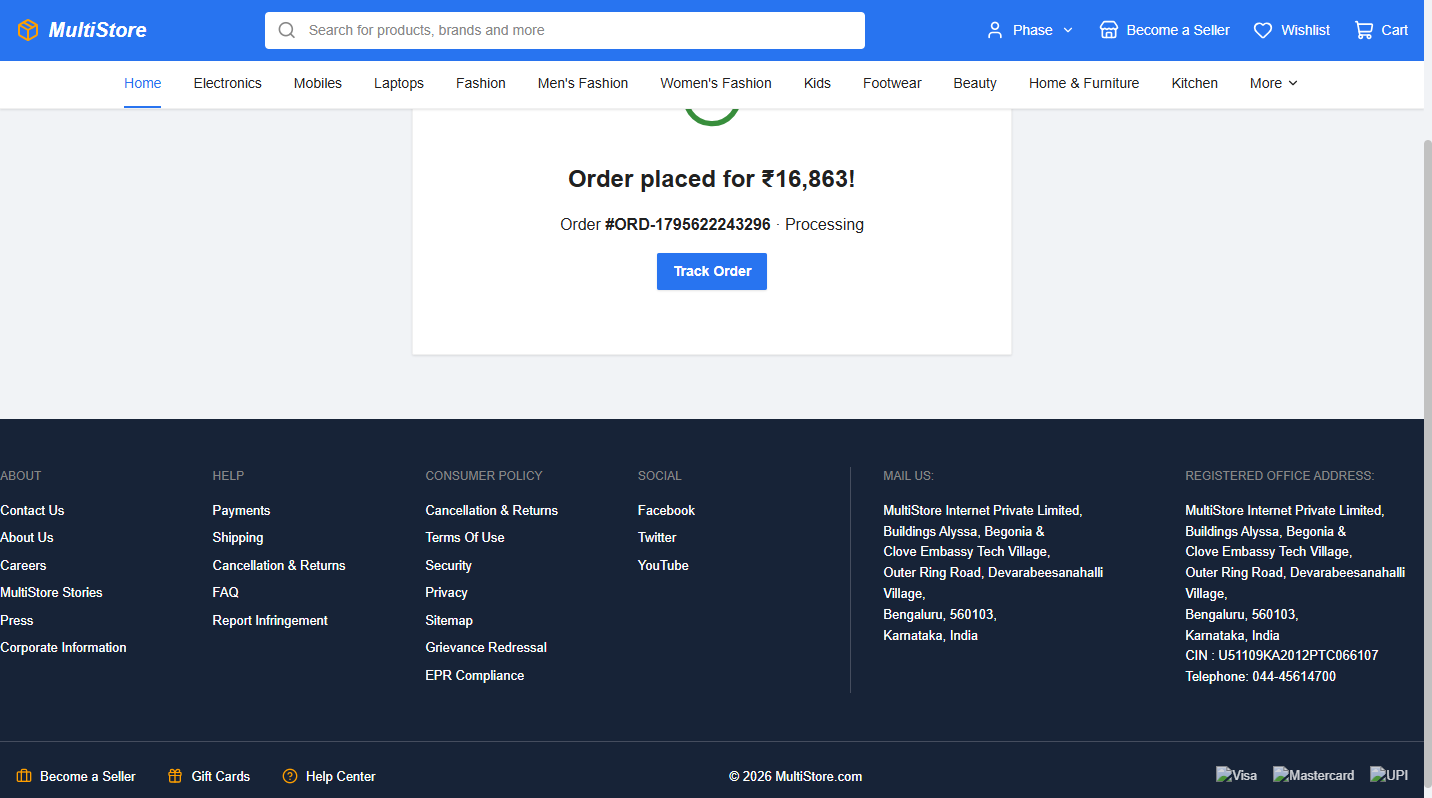 MultiStore
Search for products, brands and more
Phase
Become a Seller
Wishlist
Cart
Home
Electronics
Mobiles
Laptops
Fashion
Men's Fashion
Women's Fashion
Kids
Footwear
Beauty
Home & Furniture
Kitchen
More
Order placed for ₹16,863!
Order #ORD-1795622243296 · Processing
Track Order
ABOUT
Contact Us
About Us
Careers
MultiStore Stories
Press
Corporate Information
HELP
Payments
Shipping
Cancellation & Returns
FAQ
Report Infringement
CONSUMER POLICY
Cancellation & Returns
Terms Of Use
Security
Privacy
Sitemap
Grievance Redressal
EPR Compliance
SOCIAL
Facebook
Twitter
YouTube
MAIL US:
MultiStore Internet Private Limited,
Buildings Alyssa, Begonia &
Clove Embassy Tech Village,
Outer Ring Road, Devarabeesanahalli
Village,
Bengaluru, 560103,
Karnataka, India
REGISTERED OFFICE ADDRESS:
MultiStore Internet Private Limited,
Buildings Alyssa, Begonia &
Clove Embassy Tech Village,
Outer Ring Road, Devarabeesanahalli
Village,
Bengaluru, 560103,
Karnataka, India
CIN : U51109KA2012PTC066107
Telephone: 044-45614700
Become a Seller
Gift Cards
Help Center
© 2026 MultiStore.com
Visa
Mastercard
UPI